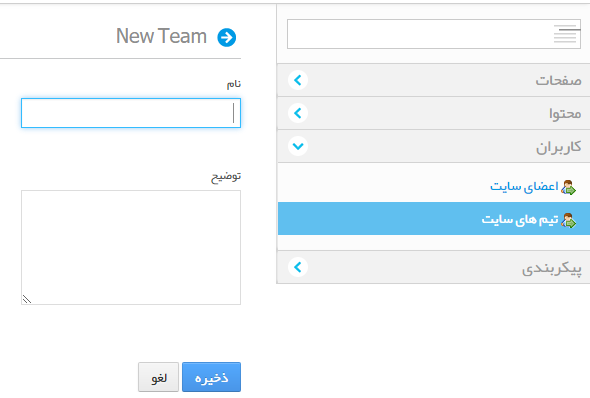 صفحات
محتوا
کاربران
اعضای سایت
تیم های سایت
پیکربندی
New Team
نام
توضیح
ذخیره
لغو